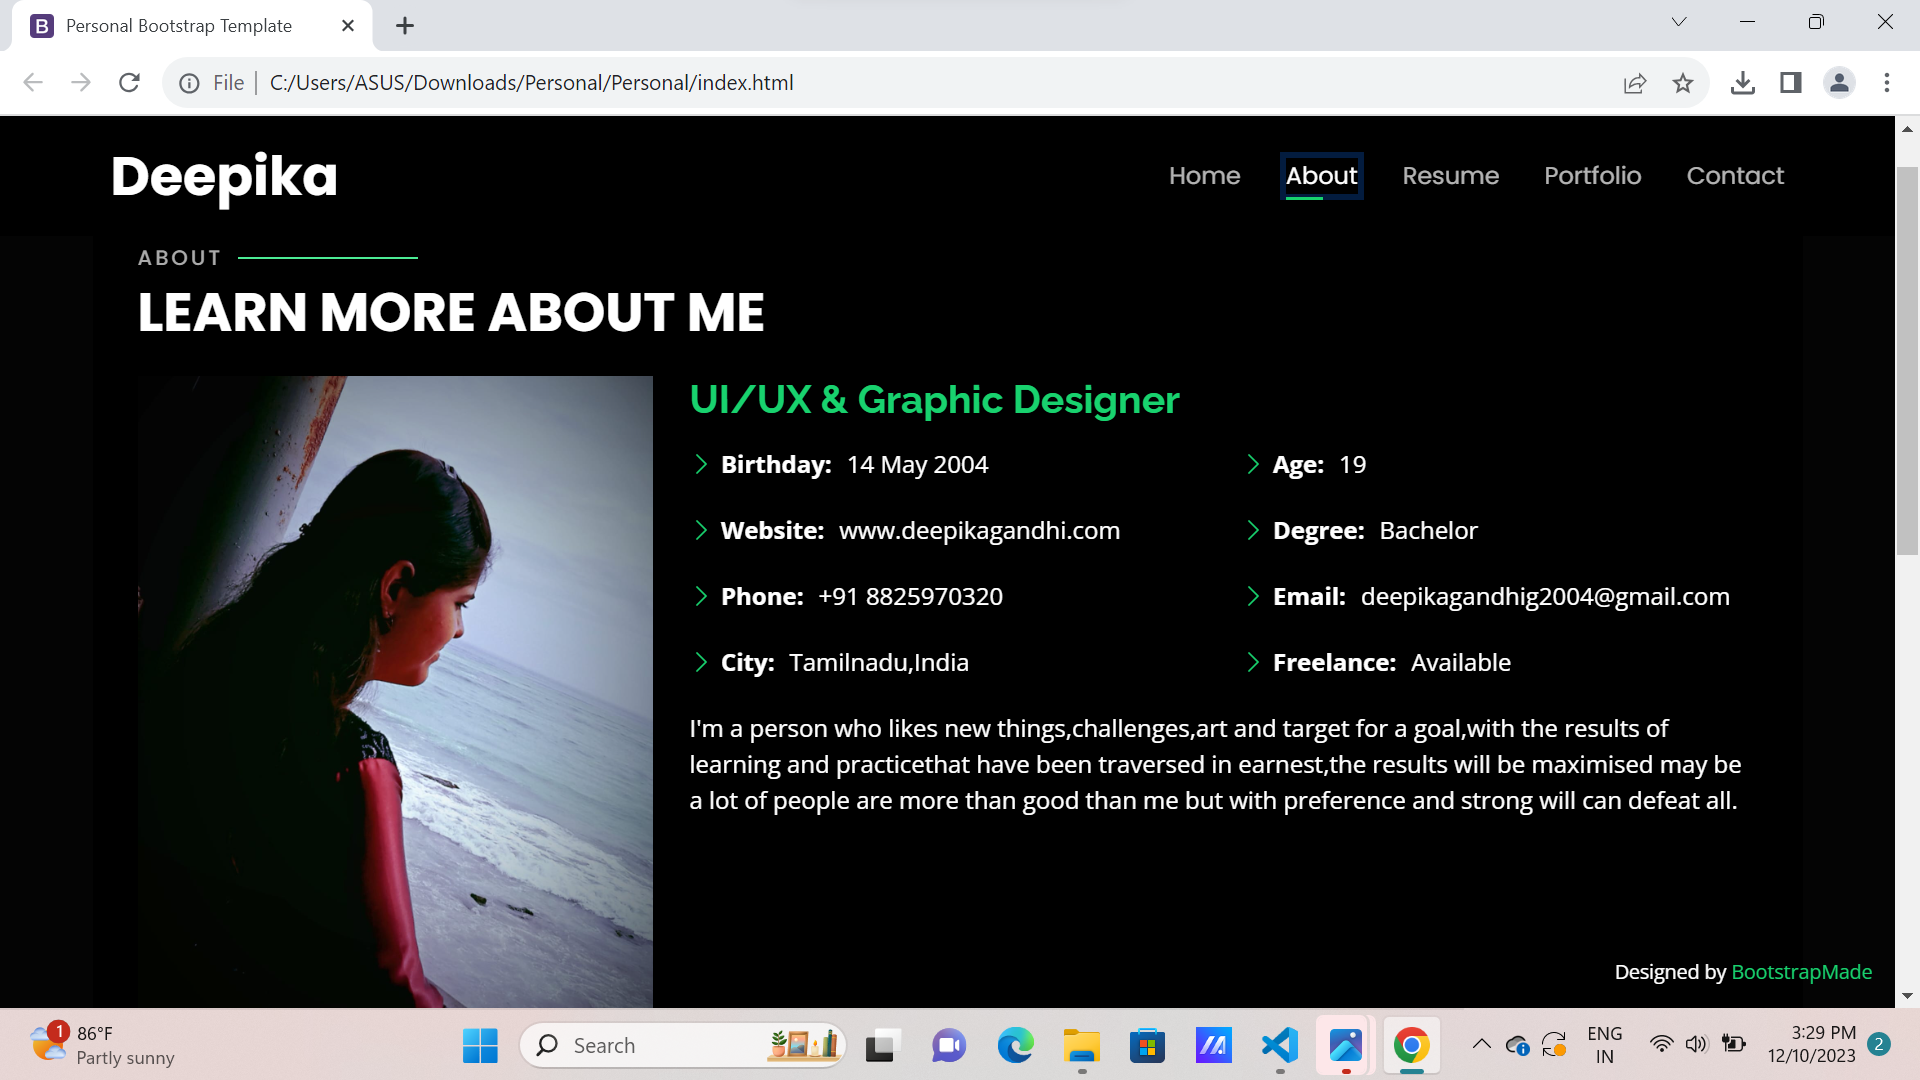 Personal Bootstrap Template
File
C:/Users/ASUS/Downloads/Personal/Personal/index.html
Deepika
Home About Resume Portfolio Contact
ABOUT
LEARN MORE ABOUT ME
UI/UX & Graphic Designer
Birthday: 14 May 2004
Age: 19
Website: www.deepikagandhi.com
Degree: Bachelor
Phone: +91 8825970320
Email: deepikagandhig2004@gmail.com
City: Tamilnadu,India
Freelance: Available
I'm a person who likes new things,challenges,art and target for a goal,with the results of
learning and practicethat have been traversed in earnest,the results will be maximised may be
a lot of people are more than good than me but with preference and strong will can defeat all.
Designed by BootstrapMade
1
86°F
Partly sunny
Search
ENG
IN
3:29 PM
12/10/2023
2